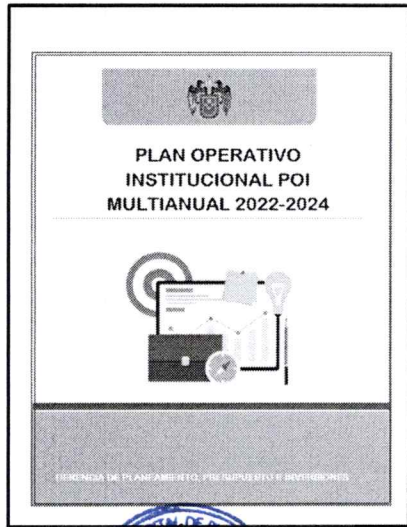 PLAN OPERATIVO
INSTITUCIONAL POI
MULTIANUAL 2022-2024
GERENCIA DE PLANEAMIENTO, PRESUPUESTO E INVERSIONES